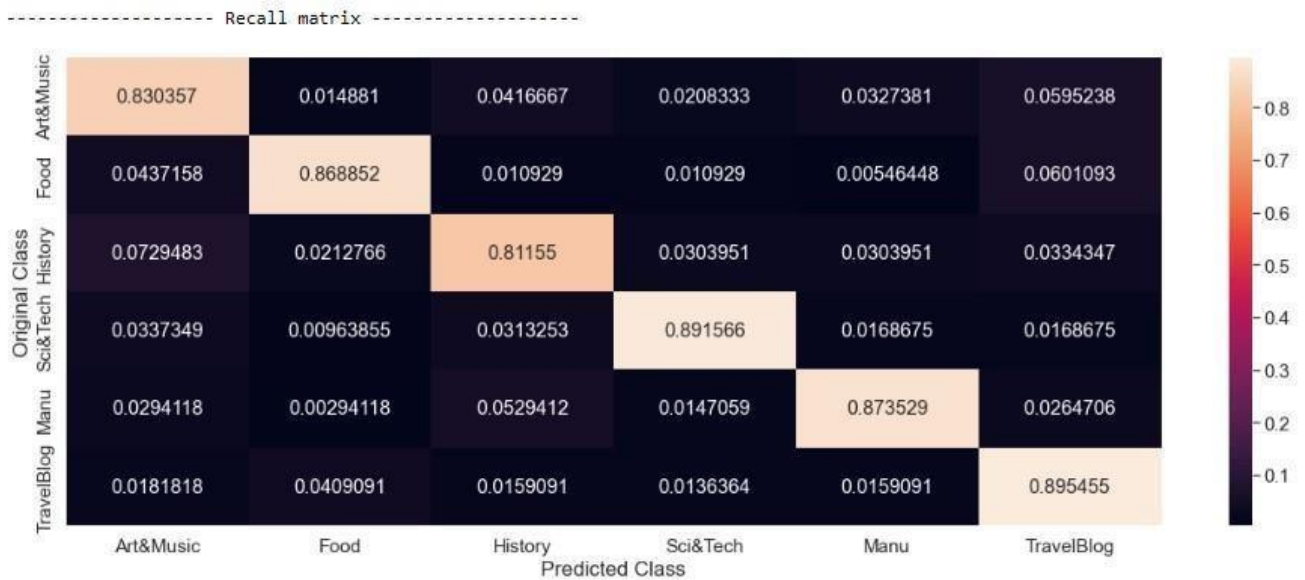 -------------------- Recall matrix --------------------
Art&Music 0.830357 0.014881 0.0416667 0.0208333 0.0327381 0.0595238
Food 0.0437158 0.868852 0.010929 0.010929 0.00546448 0.0601093
History 0.0729483 0.0212766 0.81155 0.0303951 0.0303951 0.0334347
Sci&Tech 0.0337349 0.00963855 0.0313253 0.891566 0.0168675 0.0168675
Manu 0.0294118 0.00294118 0.0529412 0.0147059 0.873529 0.0264706
TravelBlog 0.0181818 0.0409091 0.0159091 0.0136364 0.0159091 0.895455
Original Class
Art&Music Food History Sci&Tech Manu TravelBlog
Predicted Class
0.8
0.7
0.6
0.5
0.4
0.3
0.2
0.1